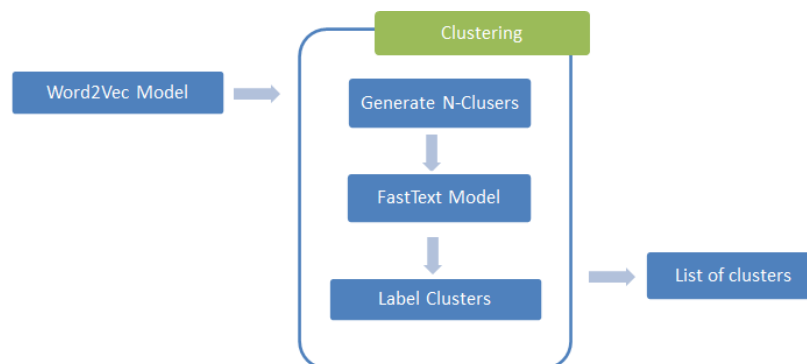 Clustering
Word2Vec Model
Generate N-Clusers
FastText Model
Label Clusters
List of clusters